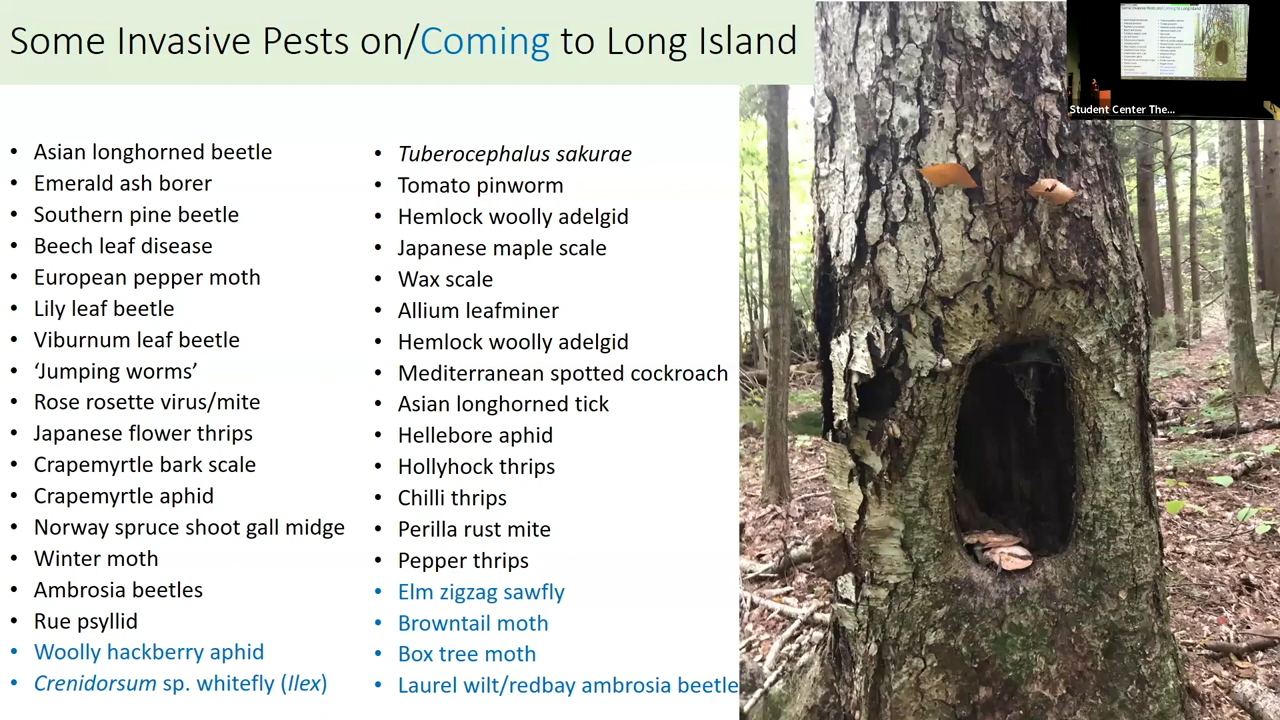 Some Invasive Pests on/Coming to Long Island
Student Center The...
• Asian longhorned beetle
• Emerald ash borer
• Southern pine beetle
• Beech leaf disease
• European pepper moth
• Lily leaf beetle
• Viburnum leaf beetle
• ‘Jumping worms’
• Rose rosette virus/mite
• Japanese flower thrips
• Crapemyrtle bark scale
• Crapemyrtle aphid
• Norway spruce shoot gall midge
• Winter moth
• Ambrosia beetles
• Rue psyllid
• Woolly hackberry aphid
• Crenidorsum sp. whitefly (Ilex)
• Tuberocephalus sakurae
• Tomato pinworm
• Hemlock woolly adelgid
• Japanese maple scale
• Wax scale
• Allium leafminer
• Hemlock woolly adelgid
• Mediterranean spotted cockroach
• Asian longhorned tick
• Hellebore aphid
• Hollyhock thrips
• Chilli thrips
• Perilla rust mite
• Pepper thrips
• Elm zigzag sawfly
• Browntail moth
• Box tree moth
• Laurel wilt/redbay ambrosia beetle